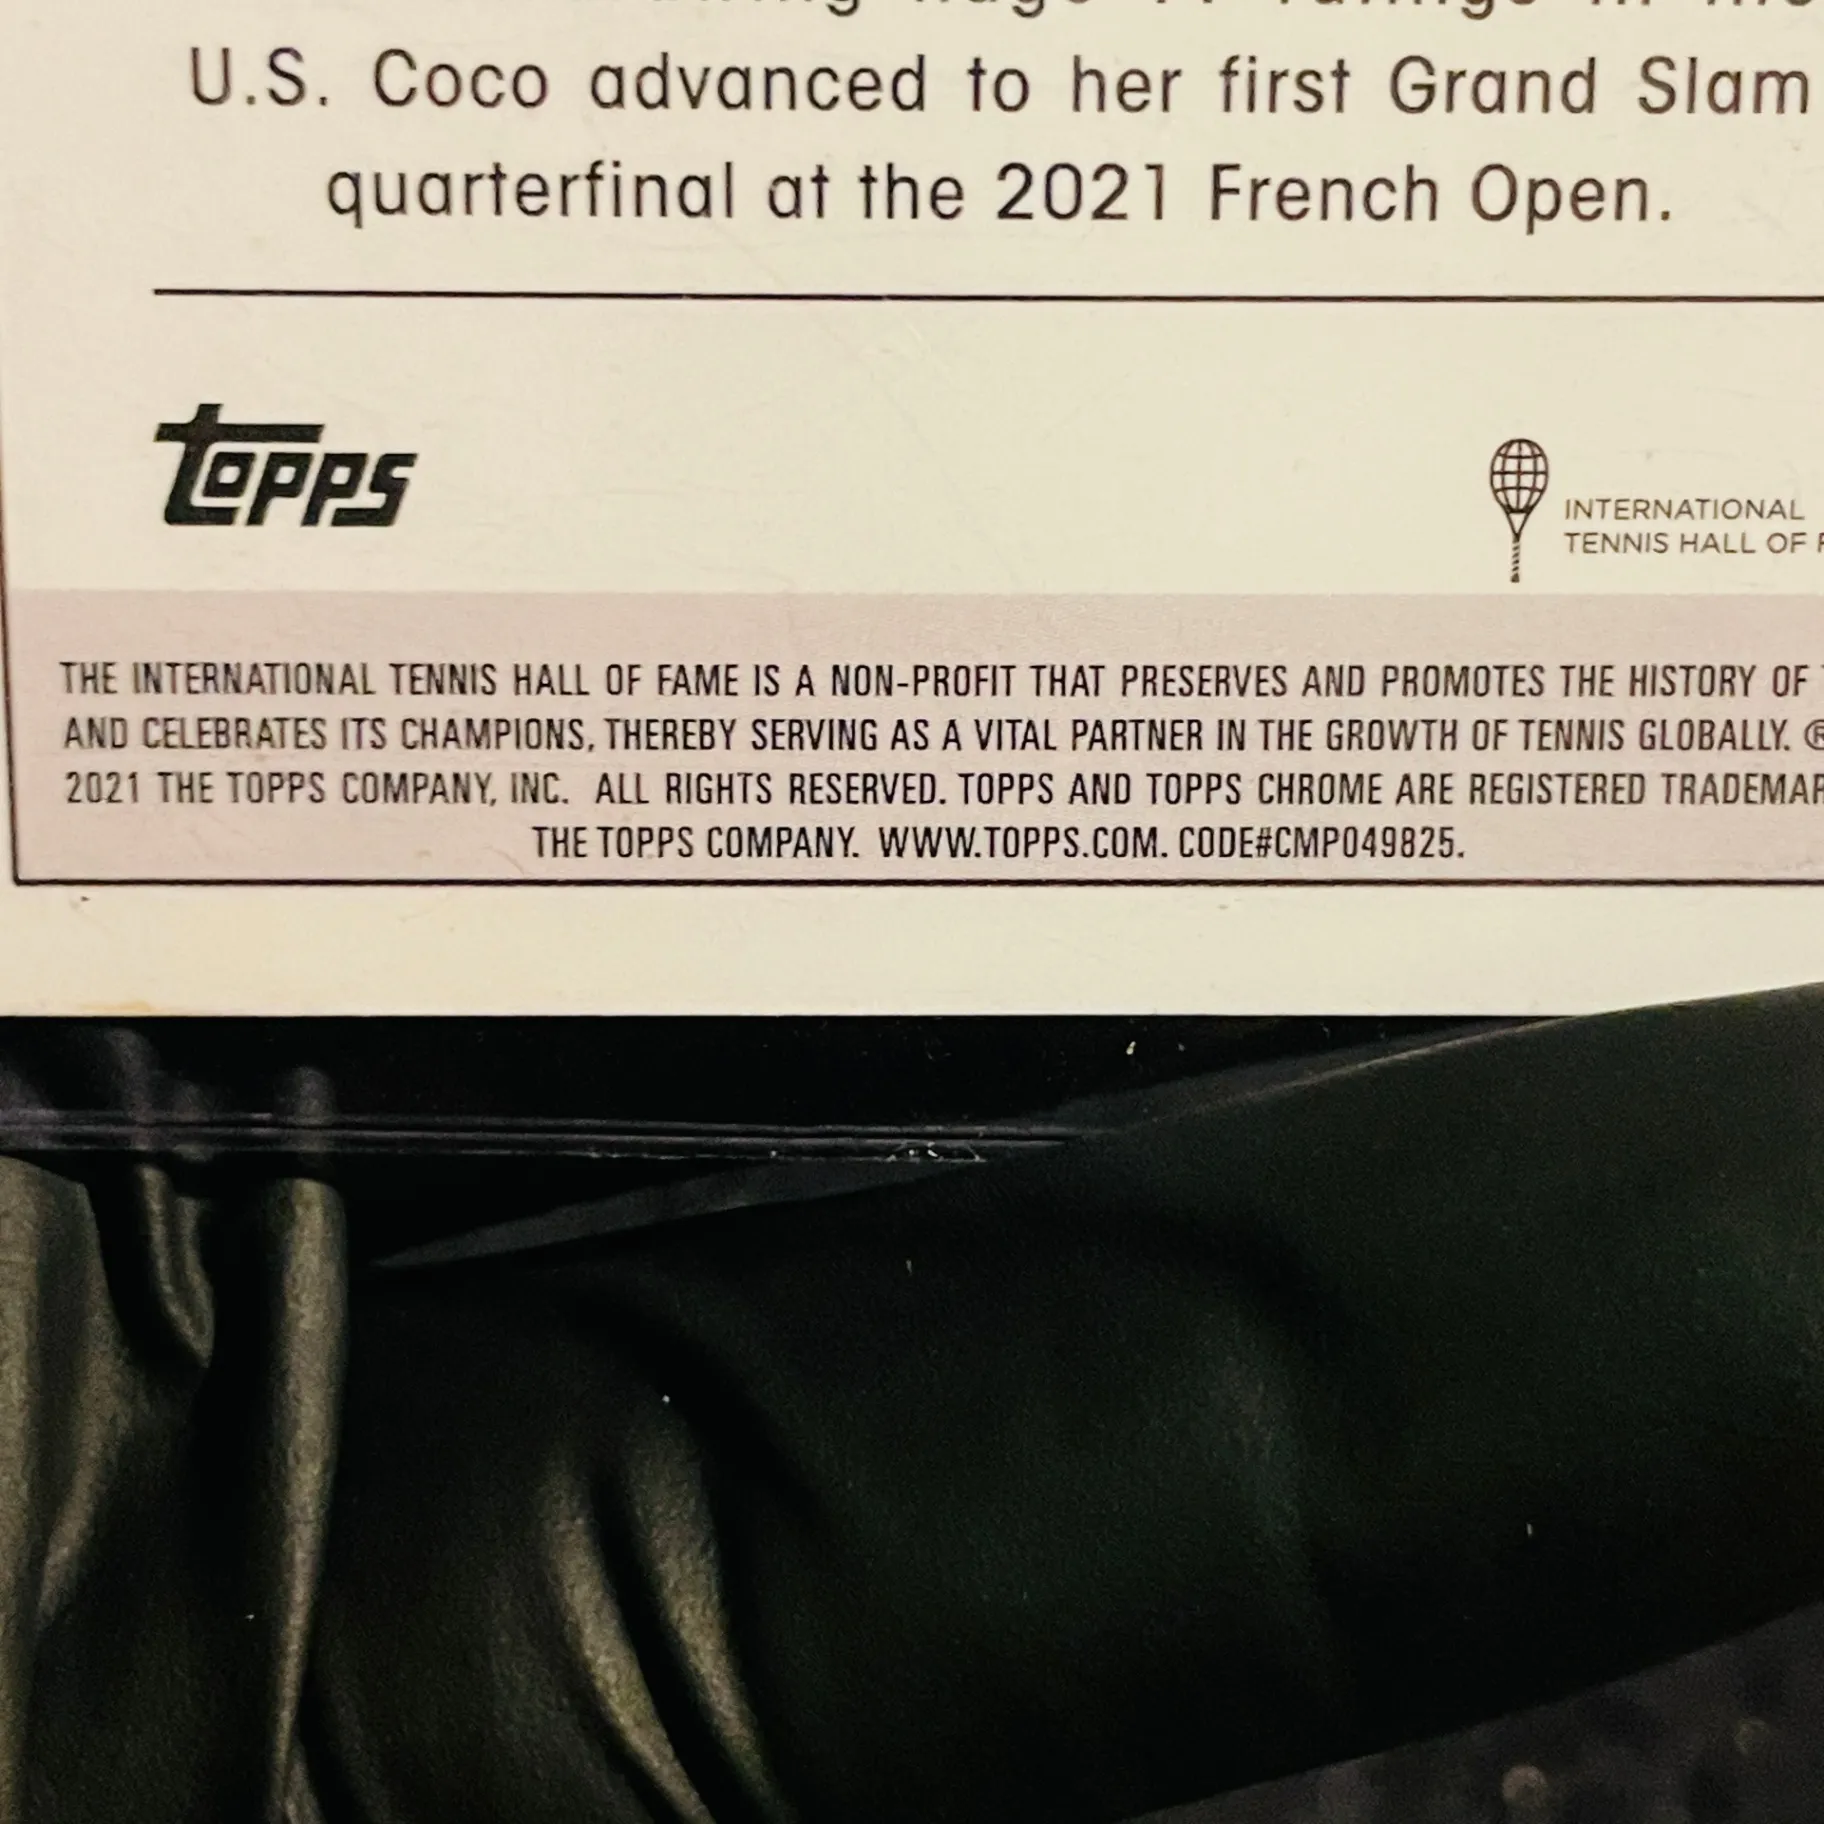 U.S. Coco advanced to her first Grand Slam
quarterfinal at the 2021 French Open.
topps
INTERNATIONAL
TENNIS HALL OF
THE INTERNATIONAL TENNIS HALL OF FAME IS A NON-PROFIT THAT PRESERVES AND PROMOTES THE HISTORY OF
AND CELEBRATES ITS CHAMPIONS, THEREBY SERVING AS A VITAL PARTNER IN THE GROWTH OF TENNIS GLOBALLY. ®
2021 THE TOPPS COMPANY, INC. ALL RIGHTS RESERVED. TOPPS AND TOPPS CHROME ARE REGISTERED
THE TOPPS COMPANY. WWW.TOPPS.COM. CODE#CMP049825.